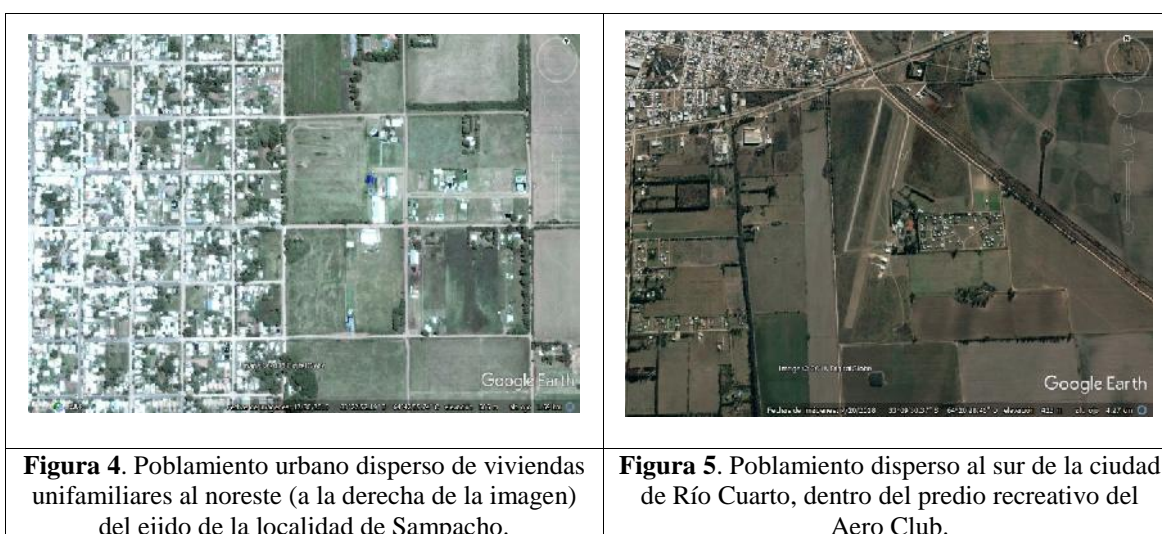 Google Earth
Google Earth
Figura 4. Poblamiento urbano disperso de viviendas
unifamiliares al noreste (a la derecha de la imagen)
del ejido de la localidad de Sampacho.
Figura 5. Poblamiento disperso al sur de la ciudad
de Río Cuarto, dentro del predio recreativo del
Aero Club.